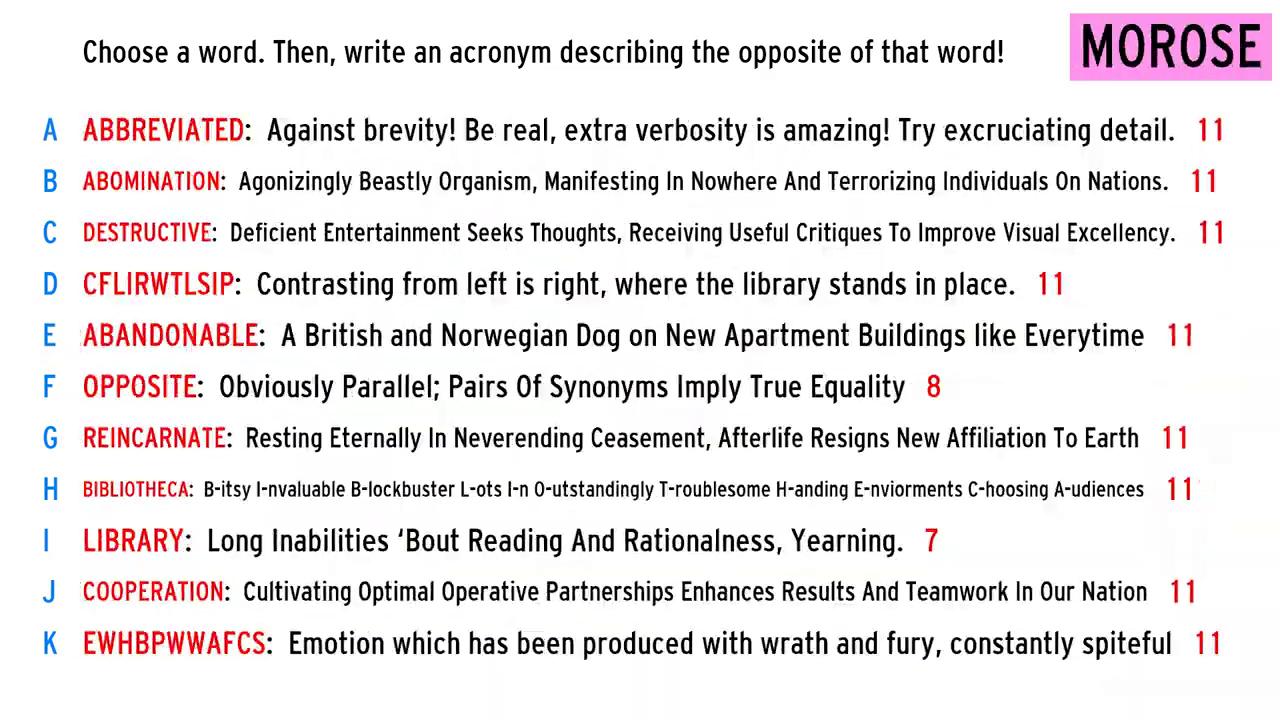 Choose a word. Then, write an acronym describing the opposite of that word!
MOROSE
A ABBREVIATED: Against brevity! Be real, extra verbosity is amazing! Try excruciating detail. 11
B ABOMINATION: Agonizingly Beastly Organism, Manifesting In Nowhere And Terrorizing Individuals On Nations. 11
C DESTRUCTIVE: Deficient Entertainment Seeks Thoughts, Receiving Useful Critiques To Improve Visual Excellency. 11
D CFLIRWTLSIP: Contrasting from left is right, where the library stands in place. 11
E ABANDONABLE: A British and Norwegian Dog on New Apartment Buildings like Everytime 11
F OPPOSITE: Obviously Parallel; Pairs Of Synonyms Imply True Equality 8
G REINCARNATE: Resting Eternally In Neverending Ceasement, Afterlife Resigns New Affiliation To Earth 11
H BIBLIOTHECA: B-itsy I-nvaluable B-lockbuster L-ots I-n O-utstandingly T-roublesome H-anding E-nviorments C-hoosing A-udiences 11
I LIBRARY: Long Inabilities ‘Bout Reading And Rationalness, Yearning. 7
J COOPERATION: Cultivating Optimal Operative Partnerships Enhances Results And Teamwork In Our Nation 11
K EWHBPWWAFCS: Emotion which has been produced with wrath and fury, constantly spiteful 11